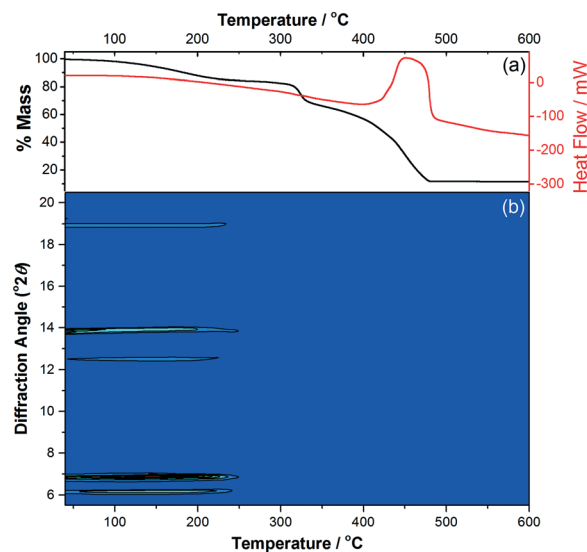 Temperature / °C
0 100 200 300 400 500 600
(a)
% Mass
100
80
60
40
20
0
-100
-200
-300
Heat Flow / mW
(b)
Diffraction Angle (°2θ)
20
18
16
14
12
10
8
6
100 200 300 400 500 600
Temperature / °C